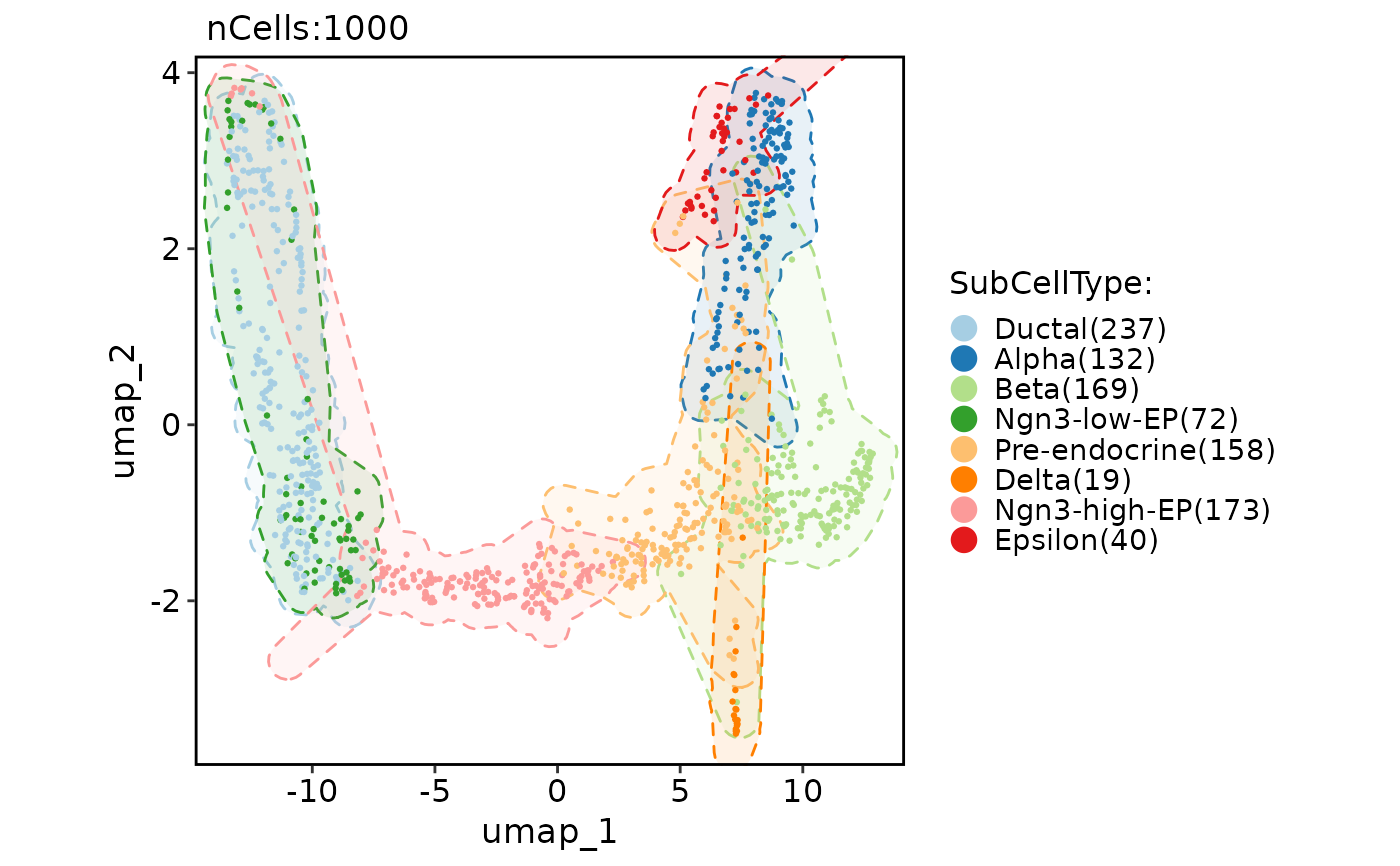 nCells:1000
4
2
0
-2
umap_2
-10
-5
0
5
10
umap_1
SubCellType:
Ductal(237)
Alpha(132)
Beta(169)
Ngn3-low-EP(72)
Pre-endocrine(158)
Delta(19)
Ngn3-high-EP(173)
Epsilon(40)